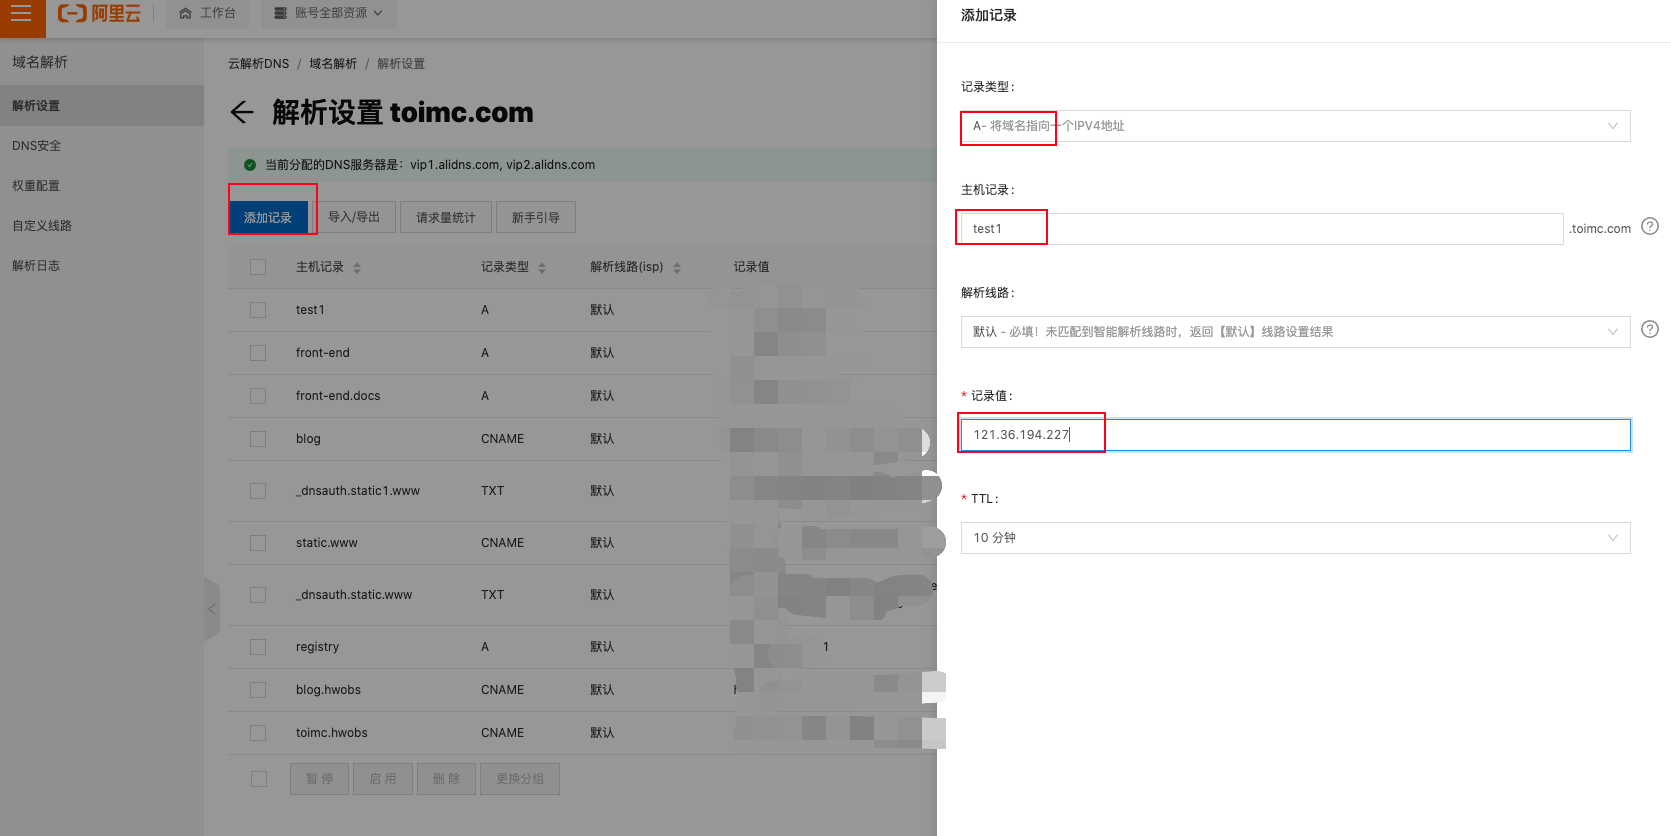 阿里云
工作台
账号全部资源
域名解析
解析设置
DNS安全
权重配置
自定义线路
解析日志
云解析DNS / 域名解析 / 解析设置
解析设置 toimc.com
当前分配的DNS服务器是：vip1.alidns.com, vip2.alidns.com
添加记录 导入/导出 请求量统计 新手引导
主机记录 记录类型 解析线路(isp) 记录值
test1 A 默认
front-end A 默认
front-end.docs A 默认
blog CNAME 默认
_dnsauth.static1.www TXT 默认
static.www CNAME 默认
_dnsauth.static.www TXT 默认
registry A 默认 1
blog.hwobs CNAME 默认
toimc.hwobs CNAME 默认
暂停 启用 删除 更换分组
添加记录
记录类型：
A- 将域名指向一个IPV4地址
主机记录：
test1 .toimc.com
解析线路：
默认 - 必填！未匹配到智能解析线路时，返回【默认】线路设置结果
* 记录值：
121.36.194.227
* TTL：
10 分钟